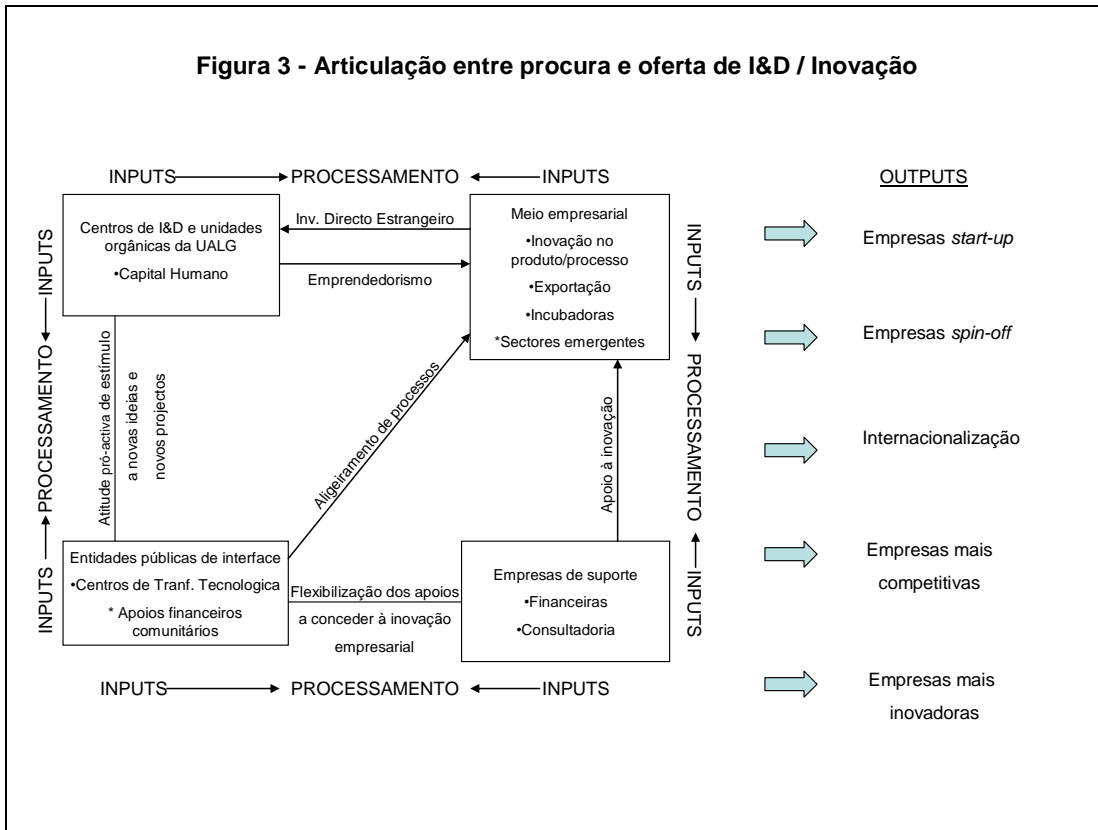 Figura 3 - Articulação entre procura e oferta de I&D / Inovação
INPUTS
PROCESSAMENTO
INPUTS
OUTPUTS
Centros de I&D e unidades
orgânicas da UALG
•Capital Humano
Inv. Directo Estrangeiro
Emprendedorismo
Meio empresarial
•Inovação no
produto/processo
•Exportação
•Incubadoras
*Sectores emergentes
INPUTS
PROCESSAMENTO
INPUTS
Atitude pró-activa de estímulo
a novas ideias e
novos projectos
Aligeiramento de processos
Apoio à inovação
INPUTS
PROCESSAMENTO
INPUTS
Entidades públicas de interface
•Centros de Tranf. Tecnologica
* Apoios financeiros
comunitários
Flexibilização dos apoios
a conceder à inovação
empresarial
Empresas de suporte
•Financeiras
•Consultadoria
INPUTS
PROCESSAMENTO
INPUTS
Empresas start-up
Empresas spin-off
Internacionalização
Empresas mais
competitivas
Empresas mais
inovadoras